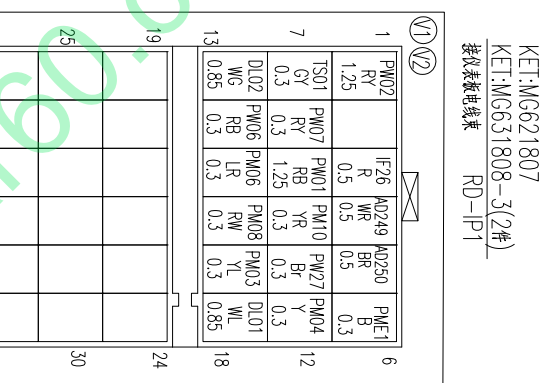 KET:MG621807
KET:MG631808-3(2件)
接仪表板电线束 RD-IP1
V1 V2
1 6
PW02 IF26 AD249 AD250 PME1
RY R WR BR B
1.25 0.5 0.5 0.5 0.3
7 12
TS01 PW07 PW01 PM10 PW27 PM04
GY RY RB YR Br Y
0.3 0.3 1.25 0.3 0.3 0.3
13 18
DL02 PW06 PM06 PM08 PM03 DL01
WG RB LR RW YL WL
0.85 0.3 0.3 0.3 0.3 0.85
19 24
25 30